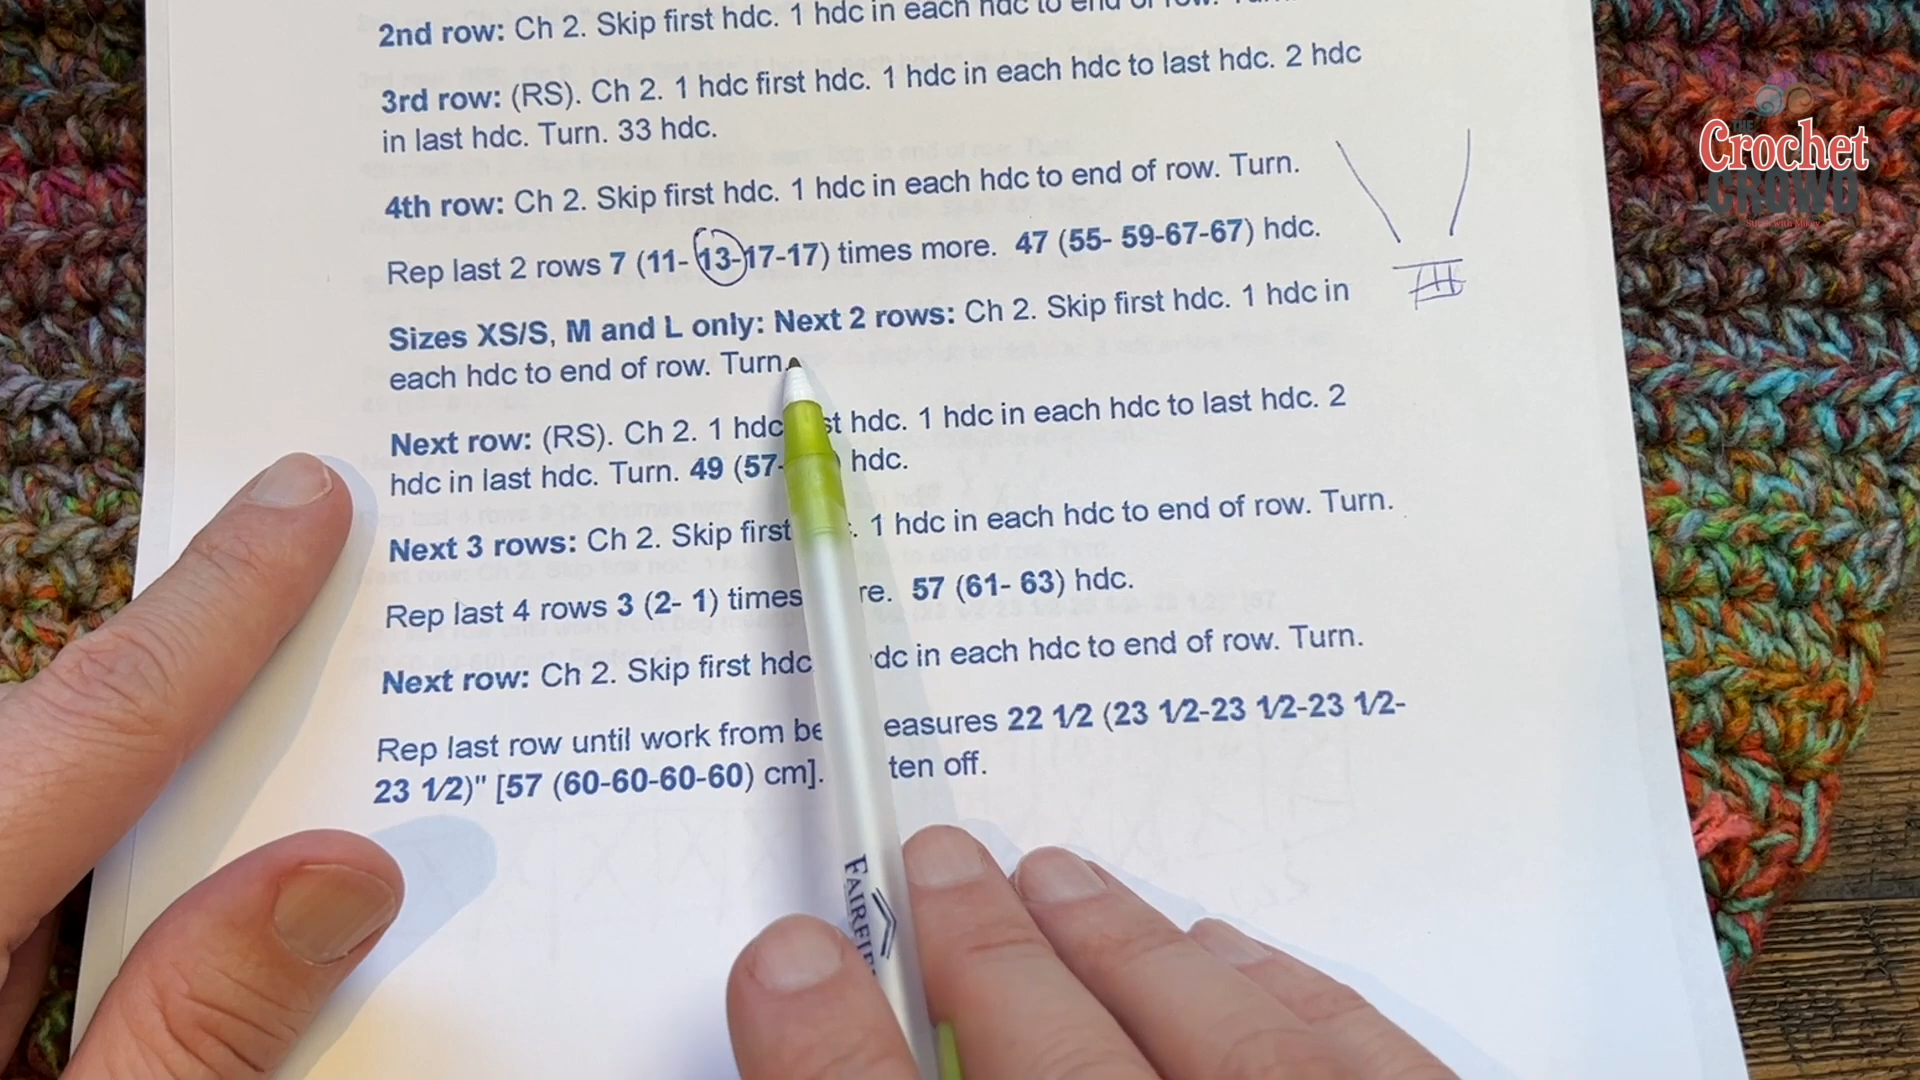 2nd row: Ch 2. Skip first hdc. 1 hdc in each hdc to end of row. Turn.
3rd row: (RS). Ch 2. 1 hdc first hdc. 1 hdc in each hdc to last hdc. 2 hdc
in last hdc. Turn. 33 hdc.
4th row: Ch 2. Skip first hdc. 1 hdc in each hdc to end of row. Turn.
Rep last 2 rows 7 (11- 13-17-17) times more. 47 (55- 59-67-67) hdc.
Sizes XS/S, M and L only: Next 2 rows: Ch 2. Skip first hdc. 1 hdc in
each hdc to end of row. Turn.
Next row: (RS). Ch 2. 1 hdc st hdc. 1 hdc in each hdc to last hdc. 2
hdc in last hdc. Turn. 49 (57- ) hdc.
Next 3 rows: Ch 2. Skip first . 1 hdc in each hdc to end of row. Turn.
Rep last 4 rows 3 (2- 1) times re. 57 (61- 63) hdc.
Next row: Ch 2. Skip first hdc dc in each hdc to end of row. Turn.
Rep last row until work from be easures 22 1/2 (23 1/2-23 1/2-23 1/2-
23 1/2)" [57 (60-60-60-60) cm]. ten off.
THE
Crochet
CROWD
FAIRFIE